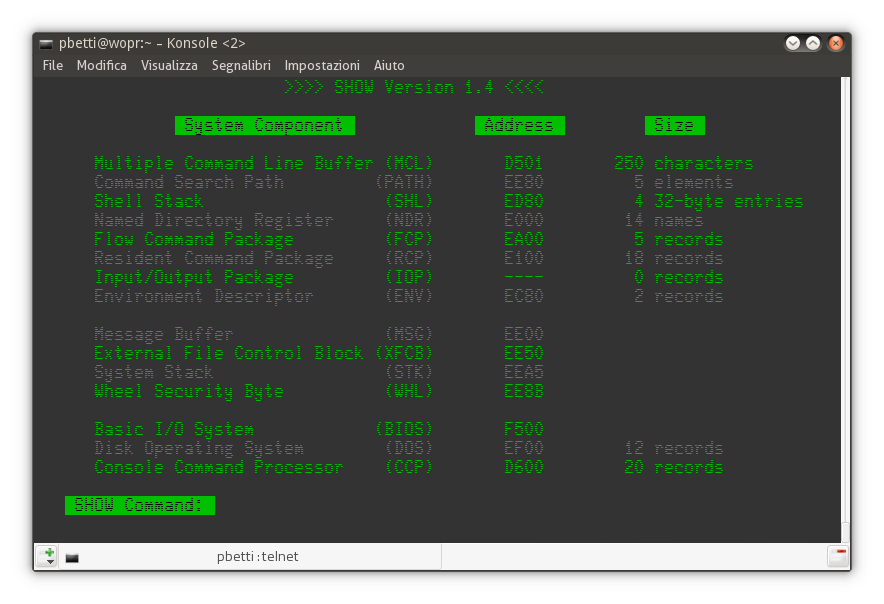 pbetti@wopr:~ – Konsole <2>
File Modifica Visualizza Segnalibri Impostazioni Aiuto
>>>> SHOW Version 1.4 <<<<
System Component Address Size
Multiple Command Line Buffer (MCL) D501 250 characters
Command Search Path (PATH) EE80 5 elements
Shell Stack (SHL) ED80 4 32-byte entries
Named Directory Register (NDR) E000 14 names
Flow Command Package (FCP) EA00 5 records
Resident Command Package (RCP) E100 18 records
Input/Output Package (IOP) ---- 0 records
Environment Descriptor (ENV) EC80 2 records
Message Buffer (MSG) EE00
External File Control Block (XFCB) EE50
System Stack (STK) EEA5
Wheel Security Byte (WHL) EE8B
Basic I/O System (BIOS) F500
Disk Operating System (DOS) EF00 12 records
Console Command Processor (CCP) D600 20 records
SHOW Command:
pbetti : telnet